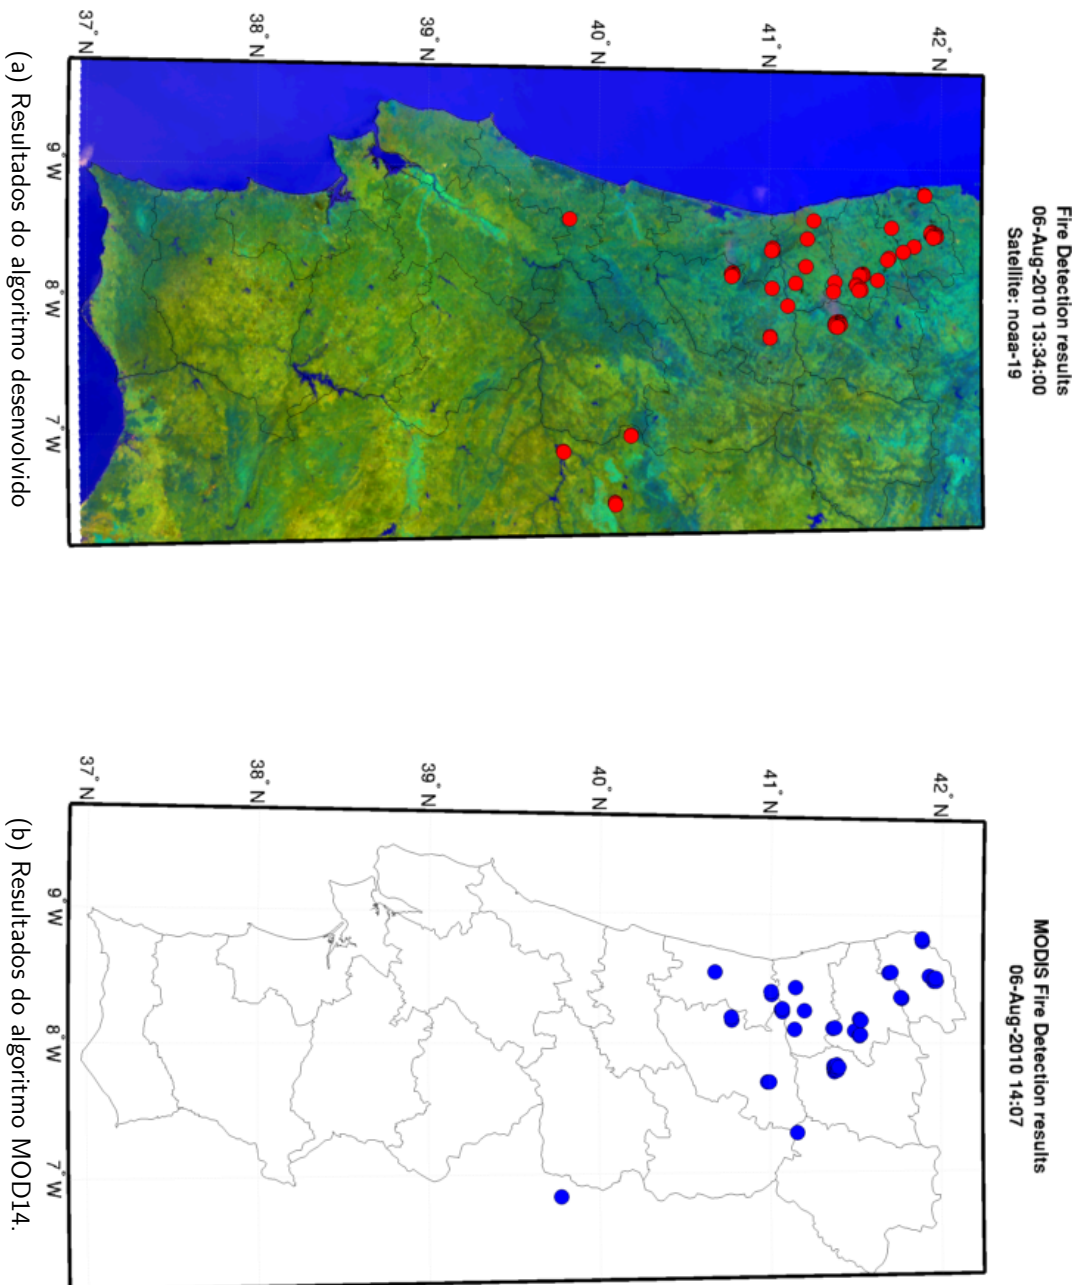 Fire Detection results
06-Aug-2010 13:34:00
Satellite: noaa-19
42°N
41°N
40°N
39°N
38°N
37°N
9°W
8°W
7°W
(a) Resultados do algoritmo desenvolvido
MODIS Fire Detection results
06-Aug-2010 14:07
42°N
41°N
40°N
39°N
38°N
37°N
9°W
8°W
7°W
(b) Resultados do algoritmo MOD14.